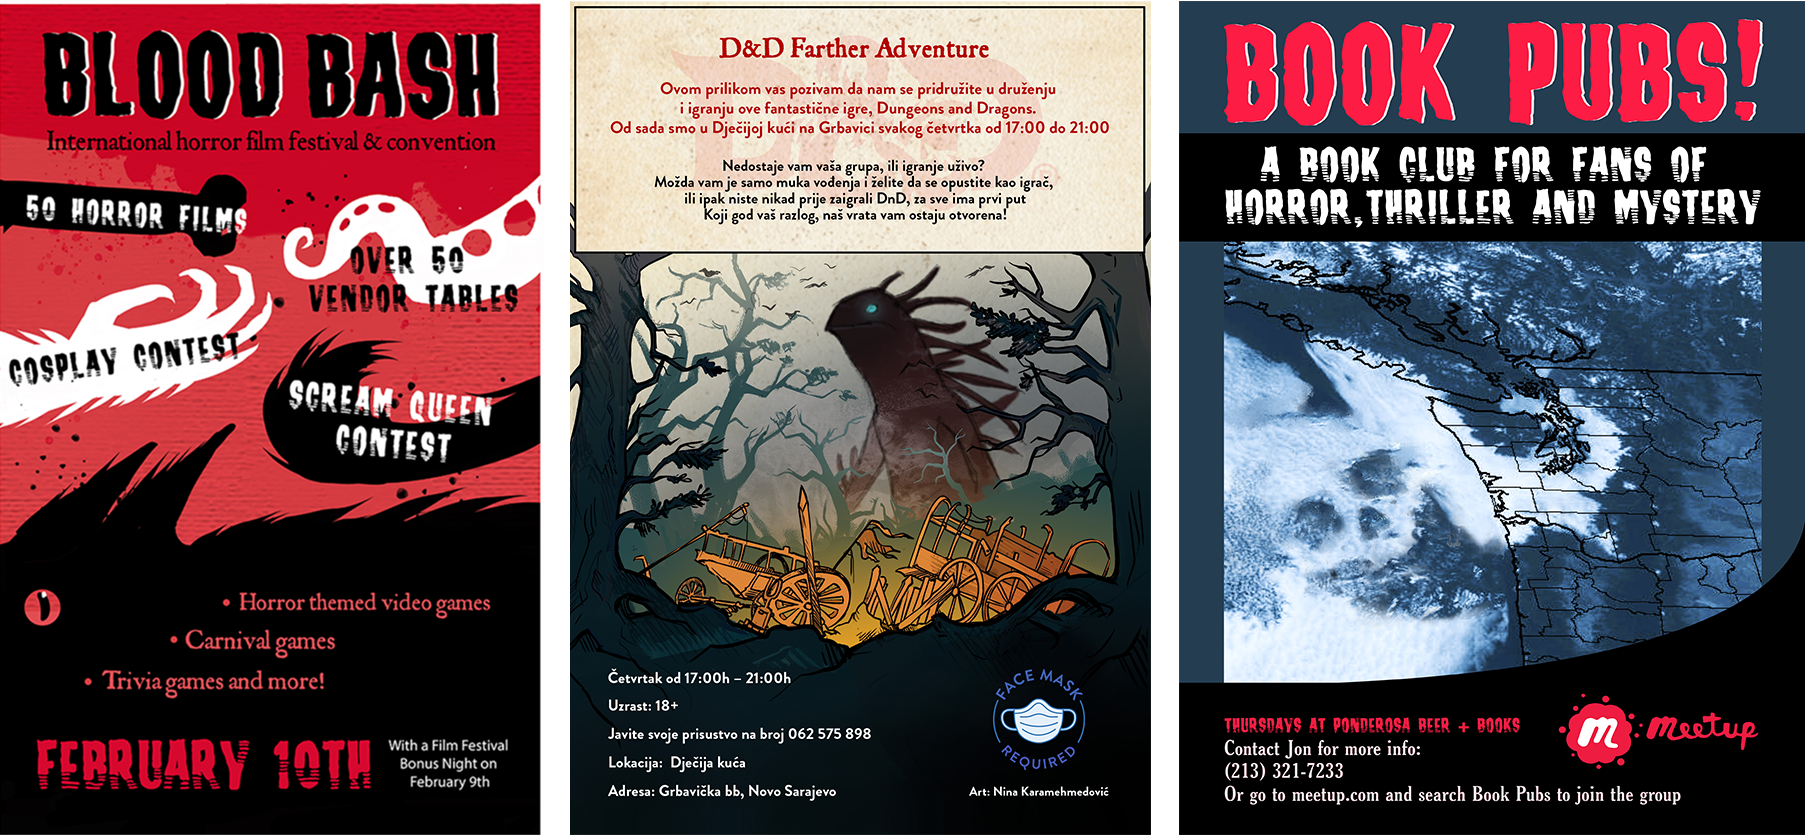 BLOOD BASH
International horror film festival & convention
50 HORROR FILMS
OVER 50
VENDOR TABLES
COSPLAY CONTEST
SCREAM QUEEN
CONTEST
• Horror themed video games
• Carnival games
• Trivia games and more!
FEBRUARY 10TH
With a Film Festival
Bonus Night on
February 9th
D&D Farther Adventure
Ovom prilikom vas pozivam da nam se pridružite u druženju
i igranju ove fantastične igre, Dungeons and Dragons.
Od sada smo u Dječijoj kući na Grbavici svakog četvrtka od 17:00 do 21:00
Nedostaje vam vaša grupa, ili igranje uživo?
Možda vam je samo muka vođenja i želite da se opustite kao igrač,
ili ipak niste nikad prije zaigrali DnD, za sve ima prvi put
Koji god vaš razlog, naš vrata vam ostaju otvorena!
Četvrtak od 17:00h – 21:00h
Uzrast: 18+
Javite svoje prisustvo na broj 062 575 898
Lokacija: Dječija kuća
Adresa: Grbavička bb, Novo Sarajevo
FACE MASK
REQUIRED
Art: Nina Karamehmedović
BOOK PUBS!
A BOOK CLUB FOR FANS OF
HORROR, THRILLER AND MYSTERY
THURSDAYS AT PONDEROSA BEER + BOOKS
Contact Jon for more info:
(213) 321-7233
Or go to meetup.com and search Book Pubs to join the group
m meetup